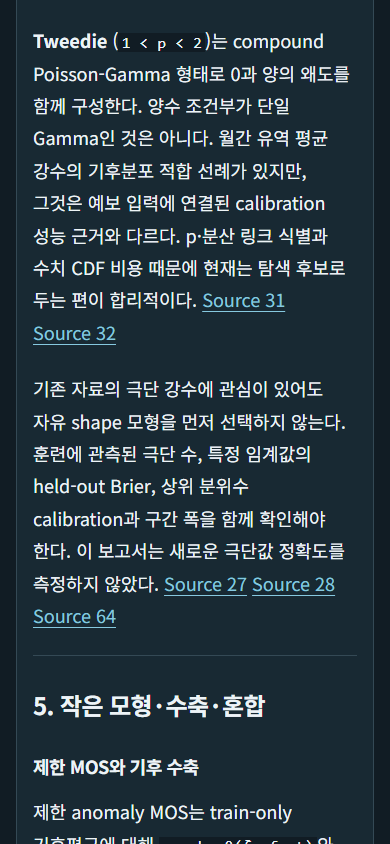 Tweedie (1 < p < 2)는 compound
Poisson-Gamma 형태로 0과 양의 왜도를
함께 구성한다. 양수 조건부가 단일
Gamma인 것은 아니다. 월간 유역 평균
강수의 기후분포 적합 선례가 있지만,
그것은 예보 입력에 연결된 calibration
성능 근거와 다르다. p·분산 링크 식별과
수치 CDF 비용 때문에 현재는 탐색 후보로
두는 편이 합리적이다. Source 31
Source 32
기존 자료의 극단 강수에 관심이 있어도
자유 shape 모형을 먼저 선택하지 않는다.
훈련에 관측된 극단 수, 특정 임계값의
held-out Brier, 상위 분위수
calibration과 구간 폭을 함께 확인해야
한다. 이 보고서는 새로운 극단값 정확도를
측정하지 않았다. Source 27 Source 28
Source 64
5. 작은 모형·수축·혼합
제한 MOS와 기후 수축
제한 anomaly MOS는 train-only